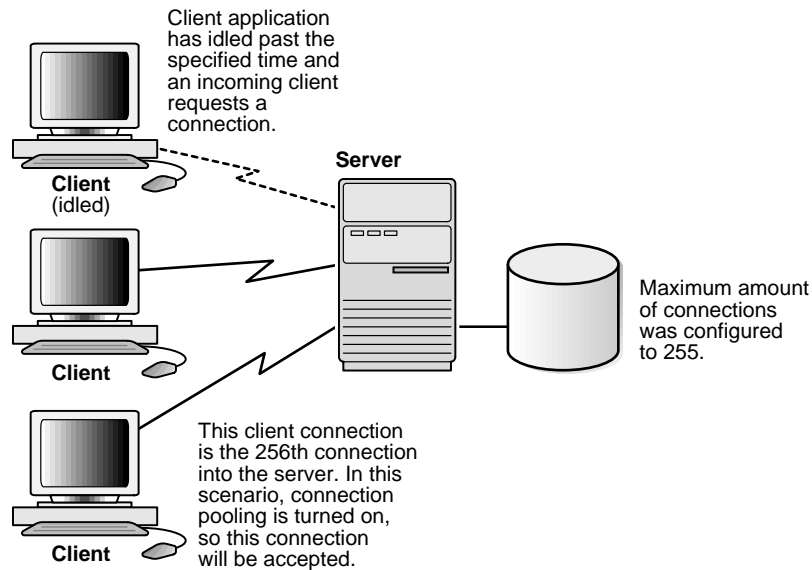 Client application
has idled past the
specified time and
an incoming client
requests a
connection.
Server
Client
(idled)
Maximum amount
of connections
was configured
to 255.
Client
This client connection
is the 256th connection
into the server. In this
scenario, connection
pooling is turned on,
so this connection
will be accepted.
Client